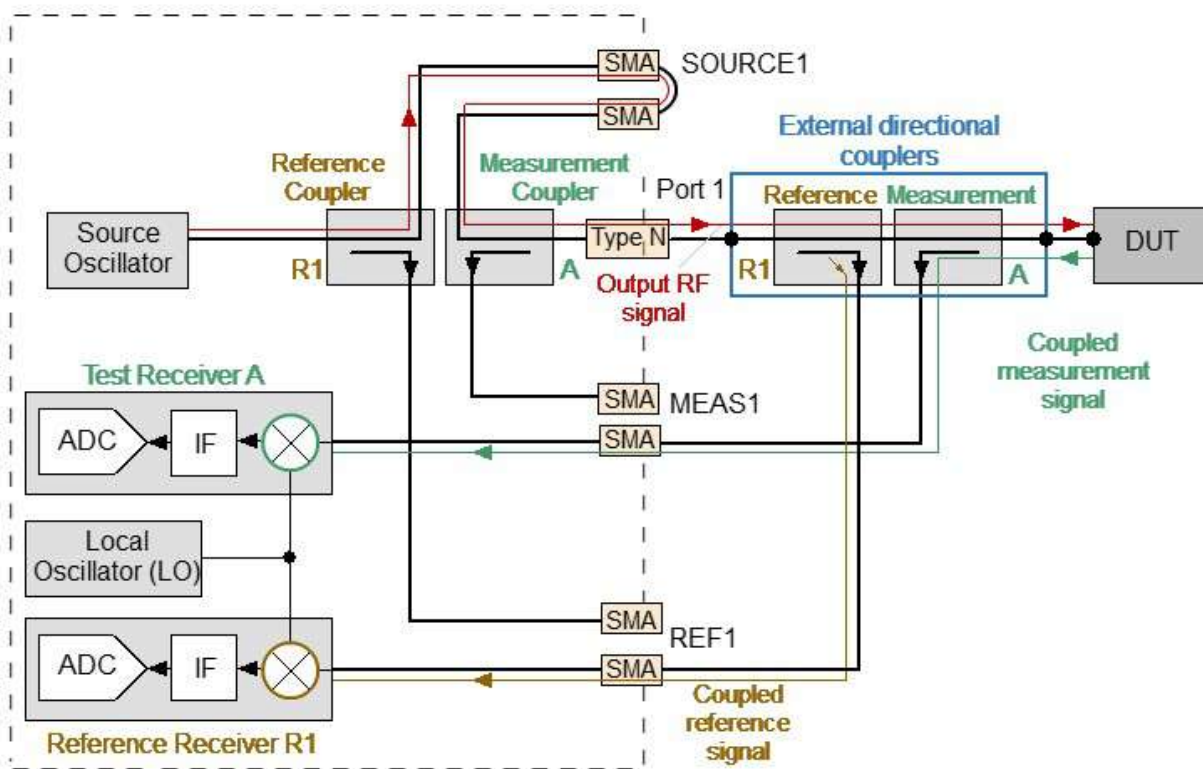 SMA
SOURCE1
SMA
External directional
couplers
Reference
Coupler
Measurement
Coupler
Port 1
Reference
Measurement
Source
Oscillator
Type N
DUT
R1
A
R1
A
Output RF
signal
Coupled
measurement
signal
Test Receiver A
SMA
MEAS1
ADC
IF
SMA
Local
Oscillator (LO)
SMA
REF1
ADC
IF
SMA
Coupled
reference
signal
Reference Receiver R1